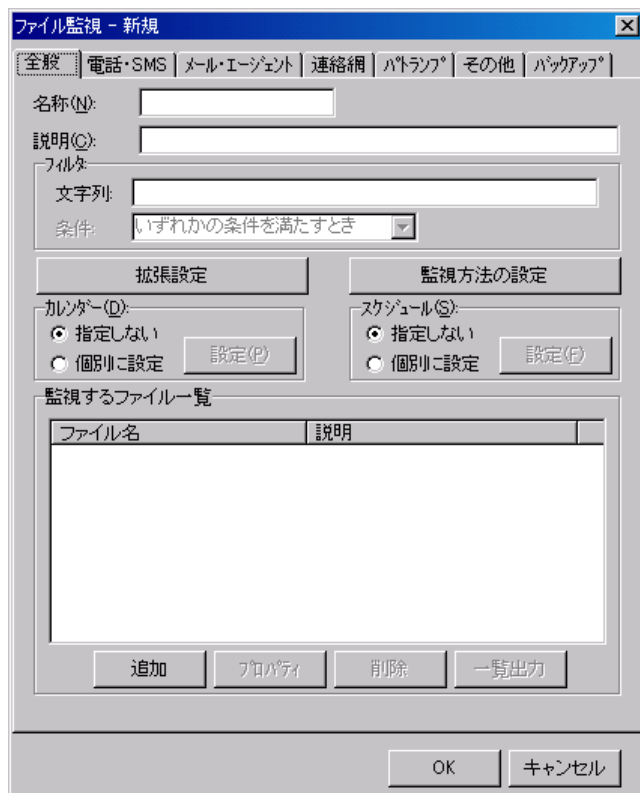 ファイル監視 - 新規
全般 電話・SMS メール・エージェント 連絡網 パトランプ その他 バックアップ
名称(N):
説明(C):
フィルタ:
文字列:
条件: いずれかの条件を満たすとき
拡張設定 監視方法の設定
カレンダー(D): スケジュール(S):
指定しない 指定しない
個別に設定 設定(P) 個別に設定 設定(F)
監視するファイル一覧
ファイル名 説明
追加 プロパティ 削除 一覧出力
OK キャンセル